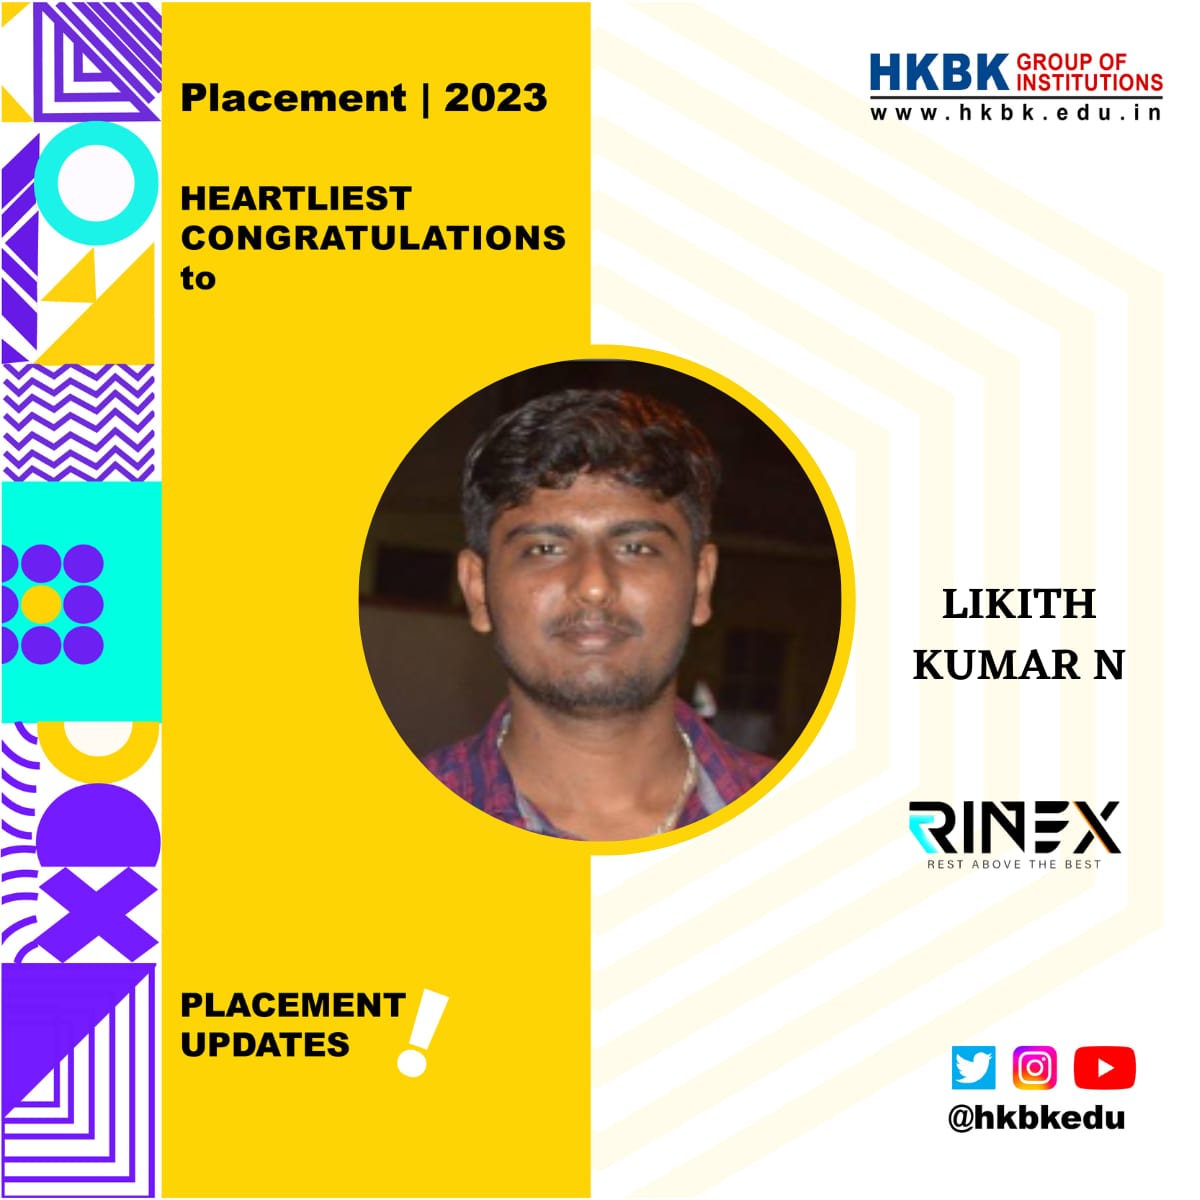 Placement | 2023
HKBK GROUP OF
INSTITUTIONS
www.hkbk.edu.in
HEARTLIEST
CONGRATULATIONS
to
LIKITH
KUMAR N
RINEX
REST ABOVE THE BEST
PLACEMENT
UPDATES !
@hkbkedu